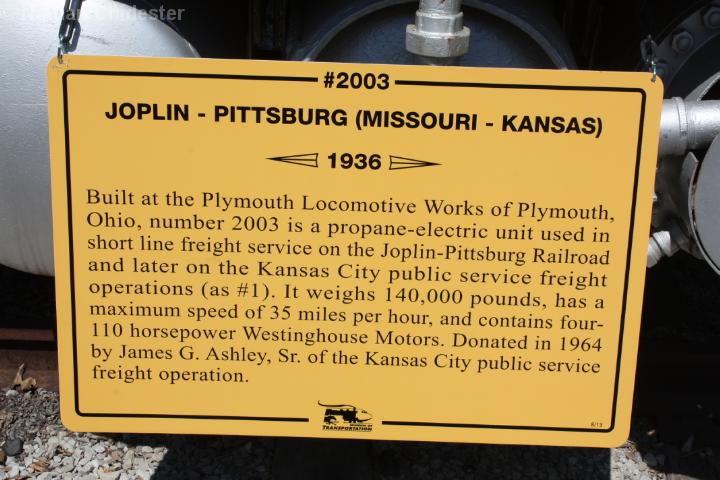 #2003
JOPLIN - PITTSBURG (MISSOURI - KANSAS)
1936
Built at the Plymouth Locomotive Works of Plymouth,
Ohio, number 2003 is a propane-electric unit used in
short line freight service on the Joplin-Pittsburg Railroad
and later on the Kansas City public service freight
operations (as #1). It weighs 140,000 pounds, has a
maximum speed of 35 miles per hour, and contains four-
110 horsepower Westinghouse Motors. Donated in 1964
by James G. Ashley, Sr. of the Kansas City public service
freight operation.
TRANSPORTATION
6/13